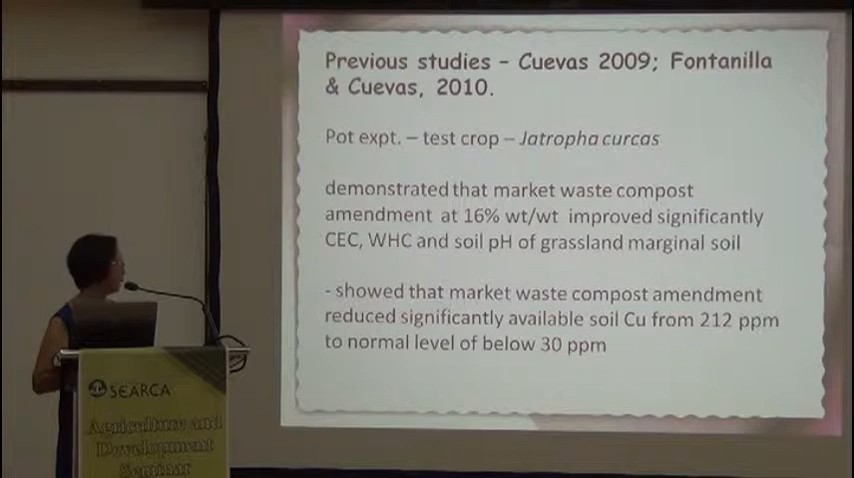 Previous studies – Cuevas 2009; Fontanilla
& Cuevas, 2010.
Pot expt. – test crop – Jatropha curcas
demonstrated that market waste compost
amendment at 16% wt/wt improved significantly
CEC, WHC and soil pH of grassland marginal soil
- showed that market waste compost amendment
reduced significantly available soil Cu from 212 ppm
to normal level of below 30 ppm
SEARCA
Agriculture and
Development
Seminar